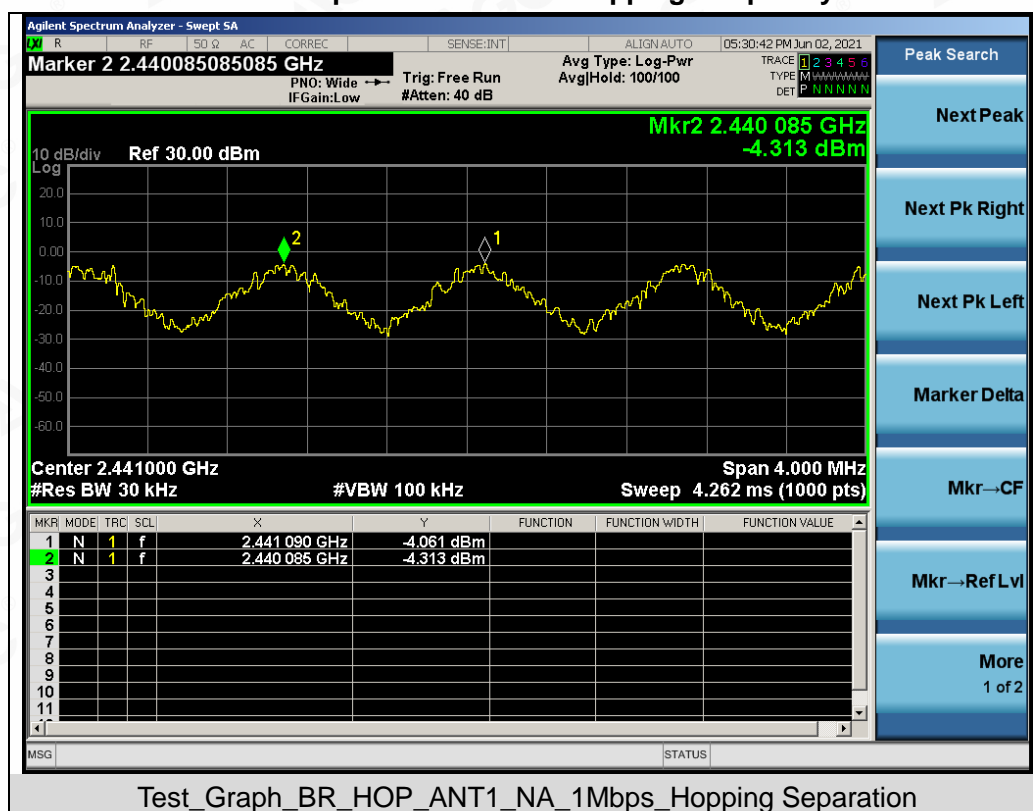 Agilent Spectrum Analyzer - Swept SA
LXI R RF 50 Ω AC CORREC SENSE:INT ALIGN AUTO 05:30:42 PM Jun 02, 2021
Marker 2 2.440085085085 GHz
PNO: Wide
IFGain:Low
Trig: Free Run
#Atten: 40 dB
Avg Type: Log-Pwr
Avg|Hold: 100/100
TRACE 1 2 3 4 5 6
TYPE M
DET P N N N N N
Mkr2 2.440 085 GHz
-4.313 dBm
10 dB/div Ref 30.00 dBm
Log
20.0
10.0
0.00
-10.0
-20.0
-30.0
-40.0
-50.0
-60.0
2
1
Center 2.441000 GHz Span 4.000 MHz
#Res BW 30 kHz #VBW 100 kHz Sweep 4.262 ms (1000 pts)
MKR MODE TRC SCL X Y FUNCTION FUNCTION WIDTH FUNCTION VALUE
1 N 1 f 2.441 090 GHz -4.061 dBm
2 N 1 f 2.440 085 GHz -4.313 dBm
3
4
5
6
7
8
9
10
11
MSG STATUS
Peak Search
Next Peak
Next Pk Right
Next Pk Left
Marker Delta
Mkr→CF
Mkr→Ref Lvl
More
1 of 2
Test_Graph_BR_HOP_ANT1_NA_1Mbps_Hopping Separation